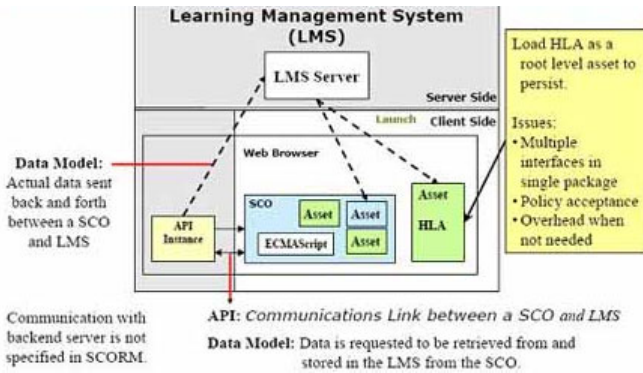 Learning Management System
(LMS)
LMS Server
Server Side
Launch
Client Side
Web Browser
Data Model:
Actual data sent
back and forth
between a SCO
and LMS
API
Instance
SCO
Asset
Asset
ECMAScript
Asset
Asset
HLA
Load HLA as a
root level asset to
persist.
Issues:
• Multiple
interfaces in
single package
• Policy acceptance
• Overhead when
not needed
Communication with
backend server is not
specified in SCORM.
API: Communications Link between a SCO and LMS
Data Model: Data is requested to be retrieved from and
stored in the LMS from the SCO.